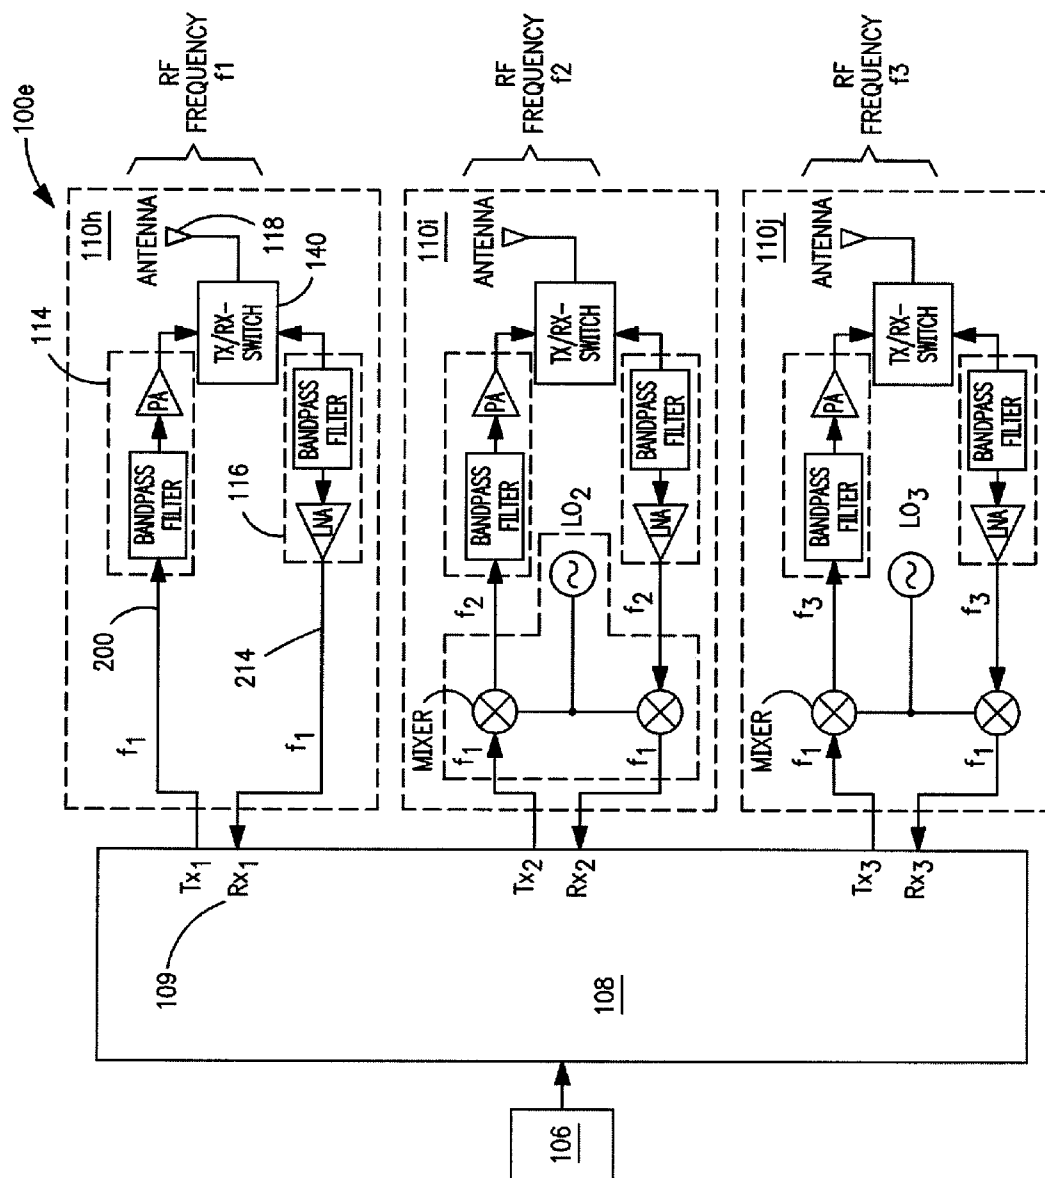 100e
RF
FREQUENCY
f1
110h
ANTENNA
118
140
114
PA
TX/RX-
SWITCH
BANDPASS
FILTER
BANDPASS
FILTER
116
LNA
200
214
f1
f1
Tx1
Rx1
109
RF
FREQUENCY
f2
110i
ANTENNA
PA
TX/RX-
SWITCH
BANDPASS
FILTER
BANDPASS
FILTER
LO2
LNA
f2
f2
MIXER
f1
f1
Tx2
Rx2
RF
FREQUENCY
f3
110j
ANTENNA
PA
TX/RX-
SWITCH
BANDPASS
FILTER
BANDPASS
FILTER
LO3
LNA
f3
f3
MIXER
f1
f1
Tx3
Rx3
108
106